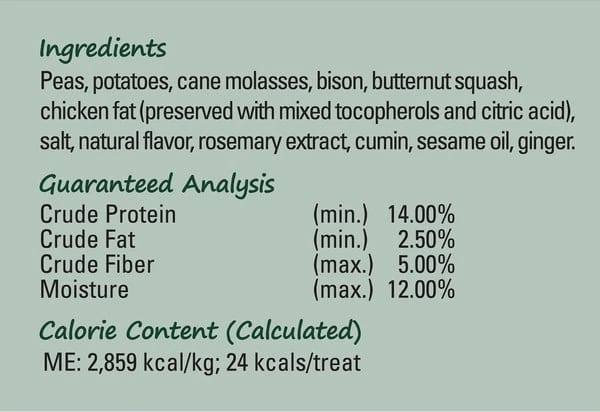 Ingredients
Peas, potatoes, cane molasses, bison, butternut squash,
chicken fat (preserved with mixed tocopherols and citric acid),
salt, natural flavor, rosemary extract, cumin, sesame oil, ginger.
Guaranteed Analysis
Crude Protein (min.) 14.00%
Crude Fat (min.) 2.50%
Crude Fiber (max.) 5.00%
Moisture (max.) 12.00%
Calorie Content (Calculated)
ME: 2,859 kcal/kg; 24 kcals/treat